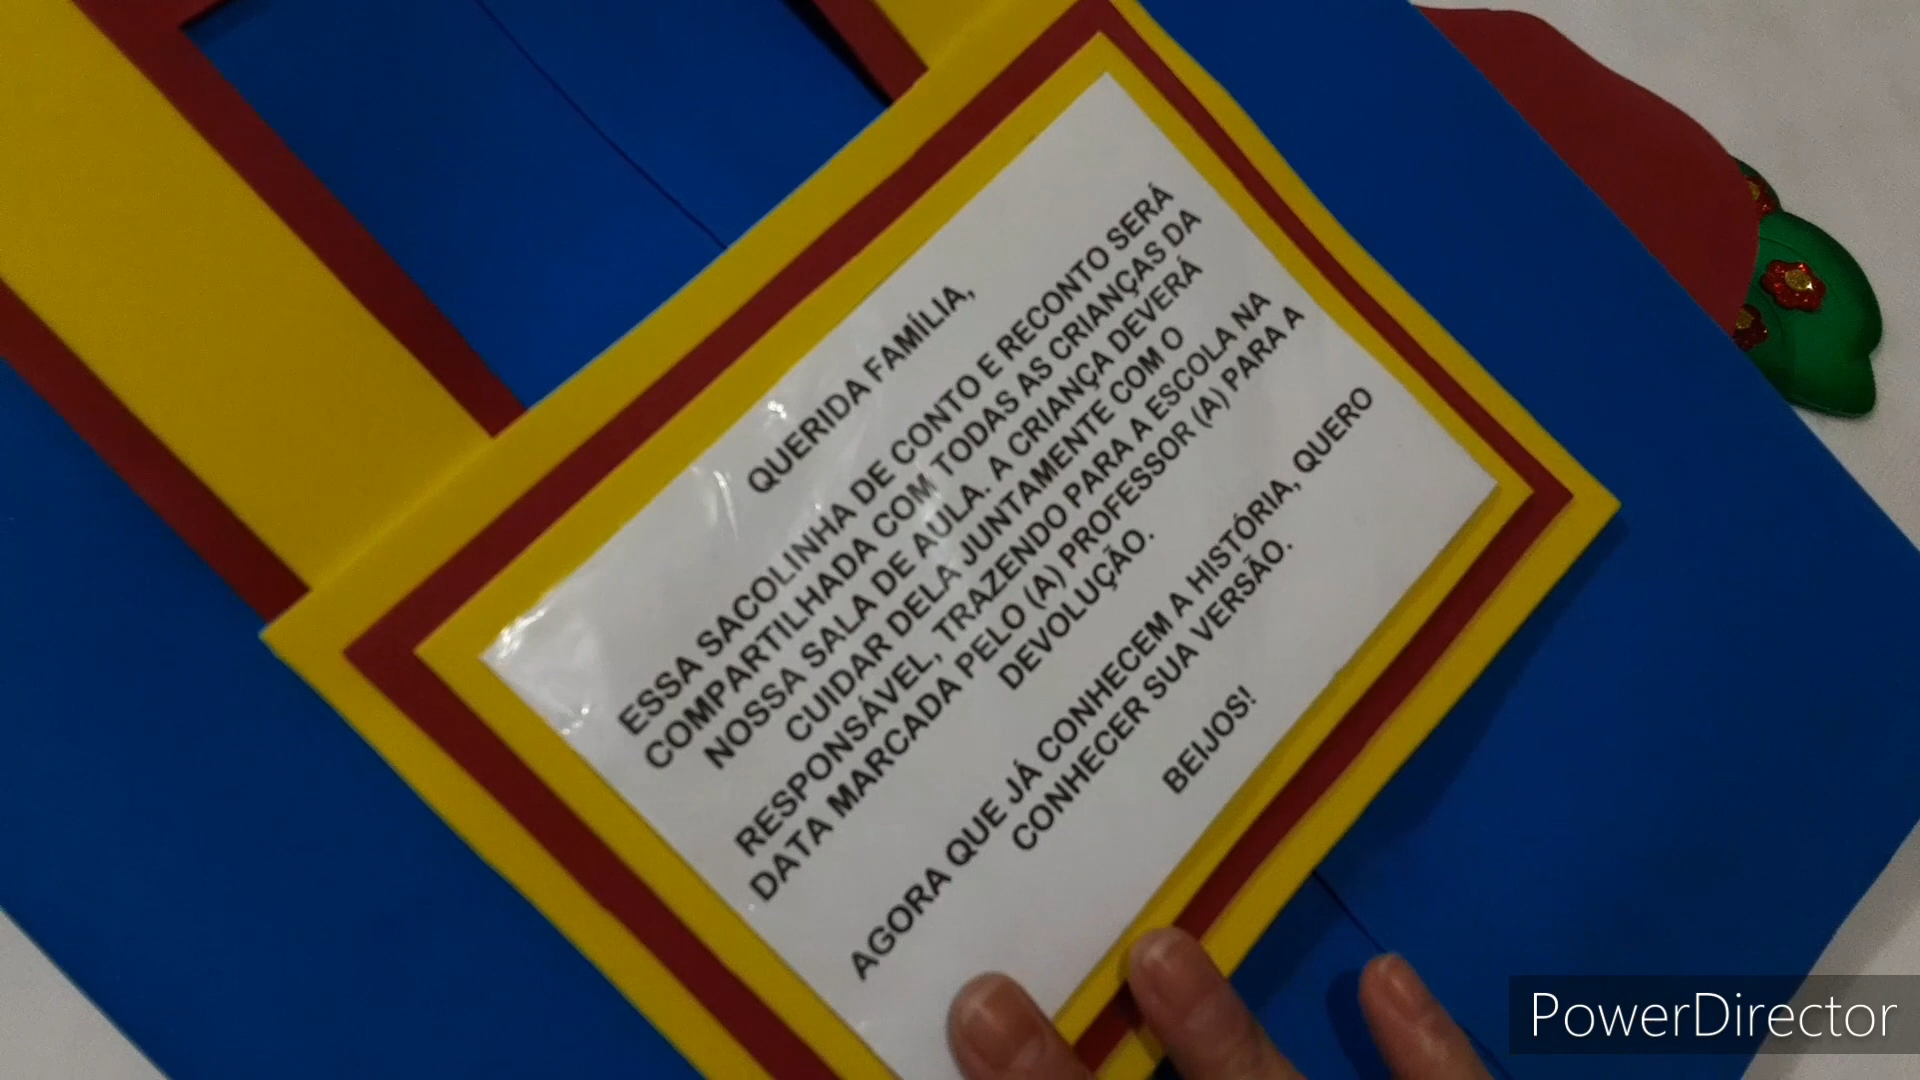 QUERIDA FAMÍLIA,
ESSA SACOLINHA DE CONTO E RECONTO SERÁ
COMPARTILHADA COM TODAS AS CRIANÇAS DA
NOSSA SALA DE AULA. A CRIANÇA DEVERÁ
CUIDAR DELA JUNTAMENTE COM O
RESPONSÁVEL, TRAZENDO PARA A ESCOLA NA
DATA MARCADA PELO (A) PROFESSOR (A) PARA A
DEVOLUÇÃO.
AGORA QUE JÁ CONHECEM A HISTÓRIA, QUERO
CONHECER SUA VERSÃO.
BEIJOS!
PowerDirector